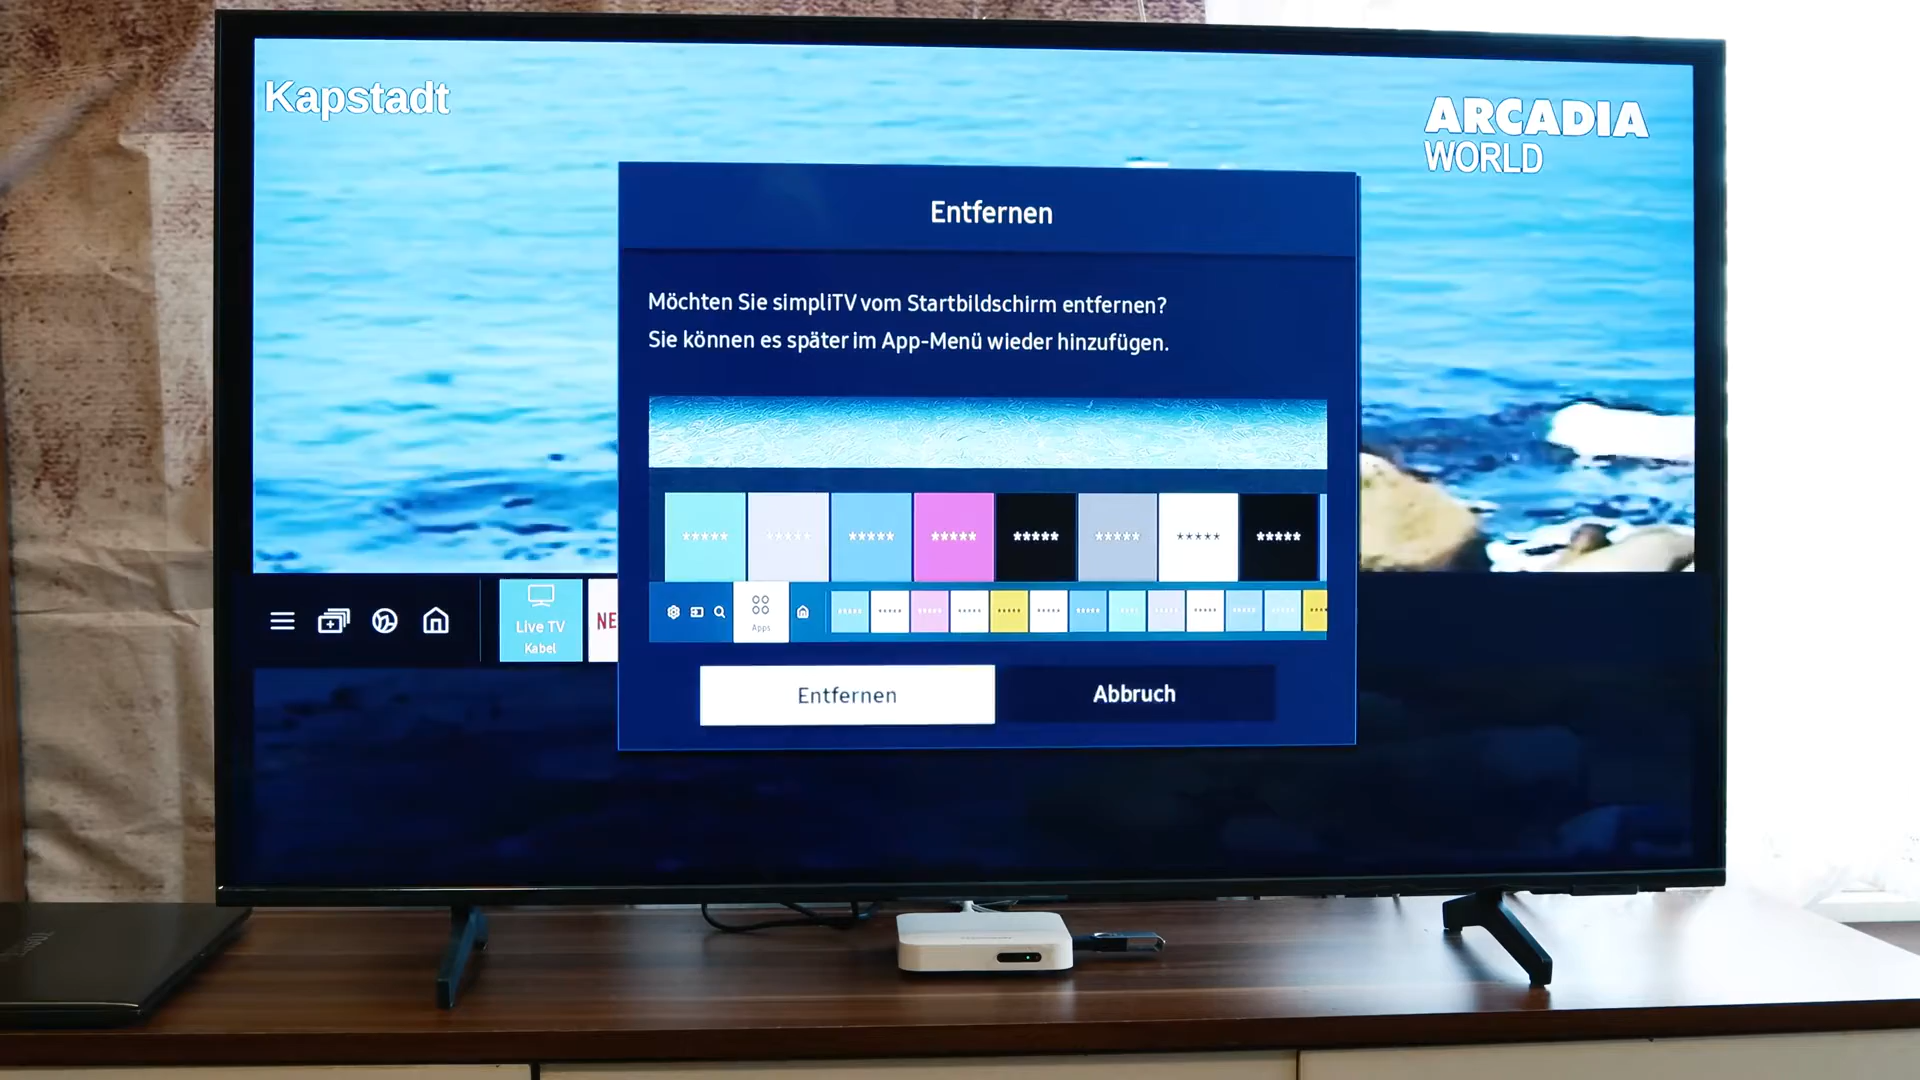 Kapstadt
ARCADIA
WORLD
Entfernen
Möchten Sie simpliTV vom Startbildschirm entfernen?
Sie können es später im App-Menü wieder hinzufügen.
*****
*****
*****
*****
*****
*****
*****
*****
Apps
Live TV
Kabel
NE
Entfernen
Abbruch